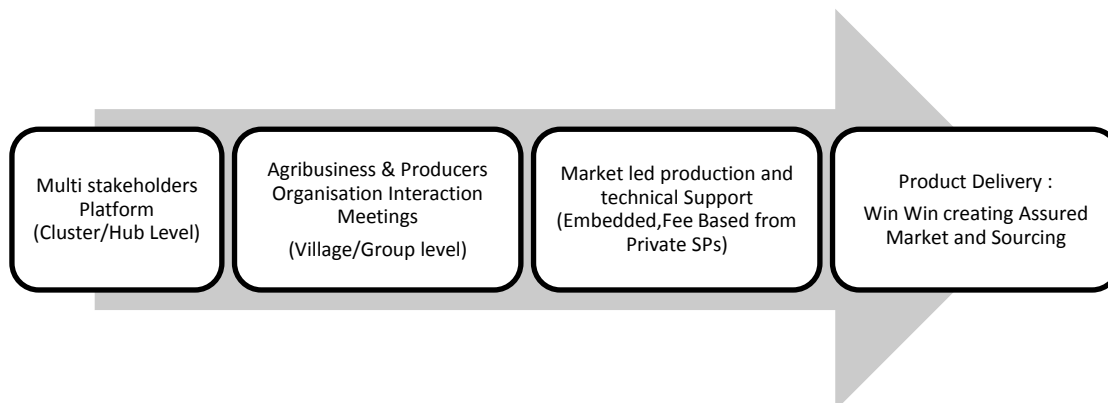 Multi stakeholders
Platform
(Cluster/Hub Level)
Agribusiness & Producers
Organisation Interaction
Meetings
(Village/Group level)
Market led production and
technical Support
(Embedded,Fee Based from
Private SPs)
Product Delivery :
Win Win creating Assured
Market and Sourcing